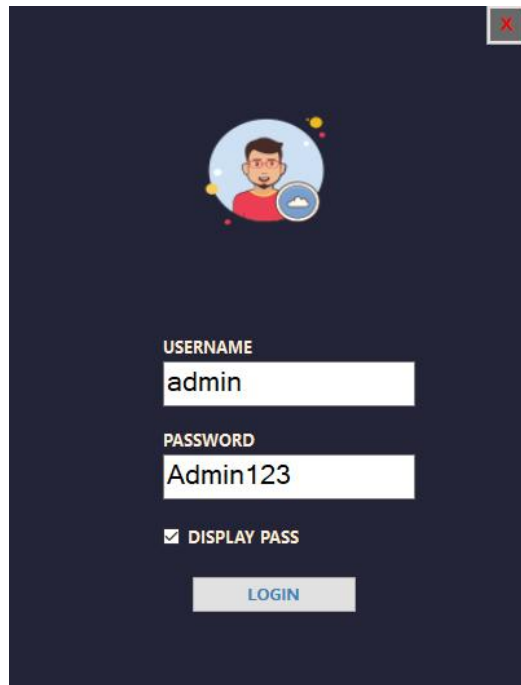 X
USERNAME
admin
PASSWORD
Admin123
DISPLAY PASS
LOGIN